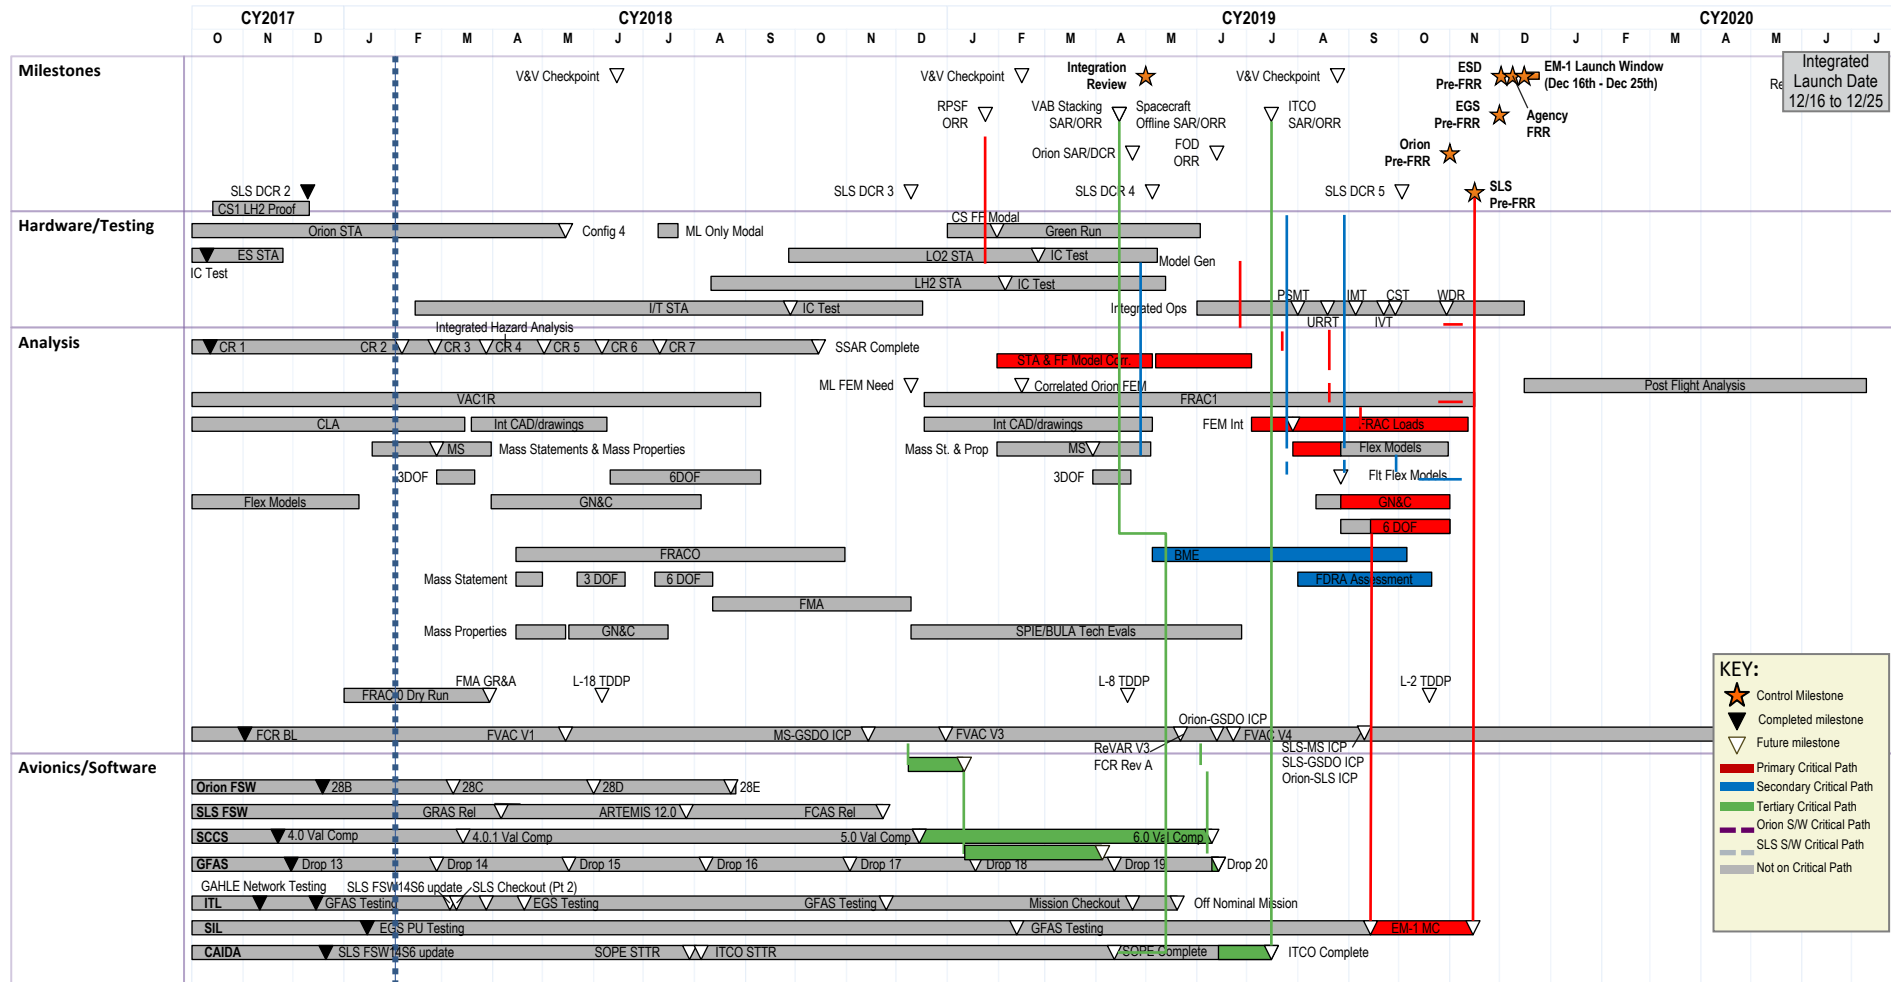 CY2017
CY2018
CY2019
CY2020
O N D J F M A M J J A S O N D J F M A M J J A S O N D J F M A M J J
Milestones
V&V Checkpoint
V&V Checkpoint
Integration
Review
V&V Checkpoint
ESD
Pre-FRR
EM-1 Launch Window
(Dec 16th - Dec 25th)
Re
Integrated
Launch Date
12/16 to 12/25
RPSF
ORR
VAB Stacking
SAR/ORR
Spacecraft
Offline SAR/ORR
ITCO
SAR/ORR
EGS
Pre-FRR
Agency
FRR
Orion SAR/DCR
FOD
ORR
Orion
Pre-FRR
SLS DCR 2
SLS DCR 3
SLS DCR 4
SLS DCR 5
SLS
Pre-FRR
CS1 LH2 Proof
Hardware/Testing
Orion STA
Config 4
ML Only Modal
CS FF Modal
Green Run
ES STA
IC Test
LO2 STA
IC Test
Model Gen
LH2 STA
IC Test
I/T STA
IC Test
Integrated Ops
PSMT
IMT
CST
WDR
URRT
IVT
Analysis
Integrated Hazard Analysis
CR 1
CR 2
CR 3
CR 4
CR 5
CR 6
CR 7
SSAR Complete
STA & FF Model Corr.
ML FEM Need
Correlated Orion FEM
Post Flight Analysis
VAC1R
FRAC1
CLA
Int CAD/drawings
Int CAD/drawings
FEM Int
FRAC Loads
MS
Mass Statements & Mass Properties
Mass St. & Prop
MS
Flex Models
3DOF
6DOF
3DOF
Flt Flex Models
Flex Models
GN&C
GN&C
6 DOF
FRACO
BME
Mass Statement
3 DOF
6 DOF
FDRA Assessment
FMA
Mass Properties
GN&C
SPIE/BULA Tech Evals
FMA GR&A
L-18 TDDP
L-8 TDDP
L-2 TDDP
FRAC 0 Dry Run
Orion-GSDO ICP
FCR BL
FVAC V1
MS-GSDO ICP
FVAC V3
FVAC V4
ReVAR V3
SLS-MS ICP
SLS-GSDO ICP
Orion-SLS ICP
Avionics/Software
FCR Rev A
Orion FSW
28B
28C
28D
28E
SLS FSW
GRAS Rel
ARTEMIS 12.0
FCAS Rel
SCCS
4.0 Val Comp
4.0.1 Val Comp
5.0 Val Comp
6.0 Val Comp
GFAS
Drop 13
Drop 14
Drop 15
Drop 16
Drop 17
Drop 18
Drop 19
Drop 20
GAHLE Network Testing
SLS FSW14S6 update
SLS Checkout (Pt 2)
ITL
GFAS Testing
EGS Testing
GFAS Testing
Mission Checkout
Off Nominal Mission
SIL
EGS PU Testing
GFAS Testing
EM-1 MC
CAIDA
SLS FSW14S6 update
SOPE STTR
ITCO STTR
SOPE Complete
ITCO Complete
KEY:
Control Milestone
Completed milestone
Future milestone
Primary Critical Path
Secondary Critical Path
Tertiary Critical Path
Orion S/W Critical Path
SLS S/W Critical Path
Not on Critical Path